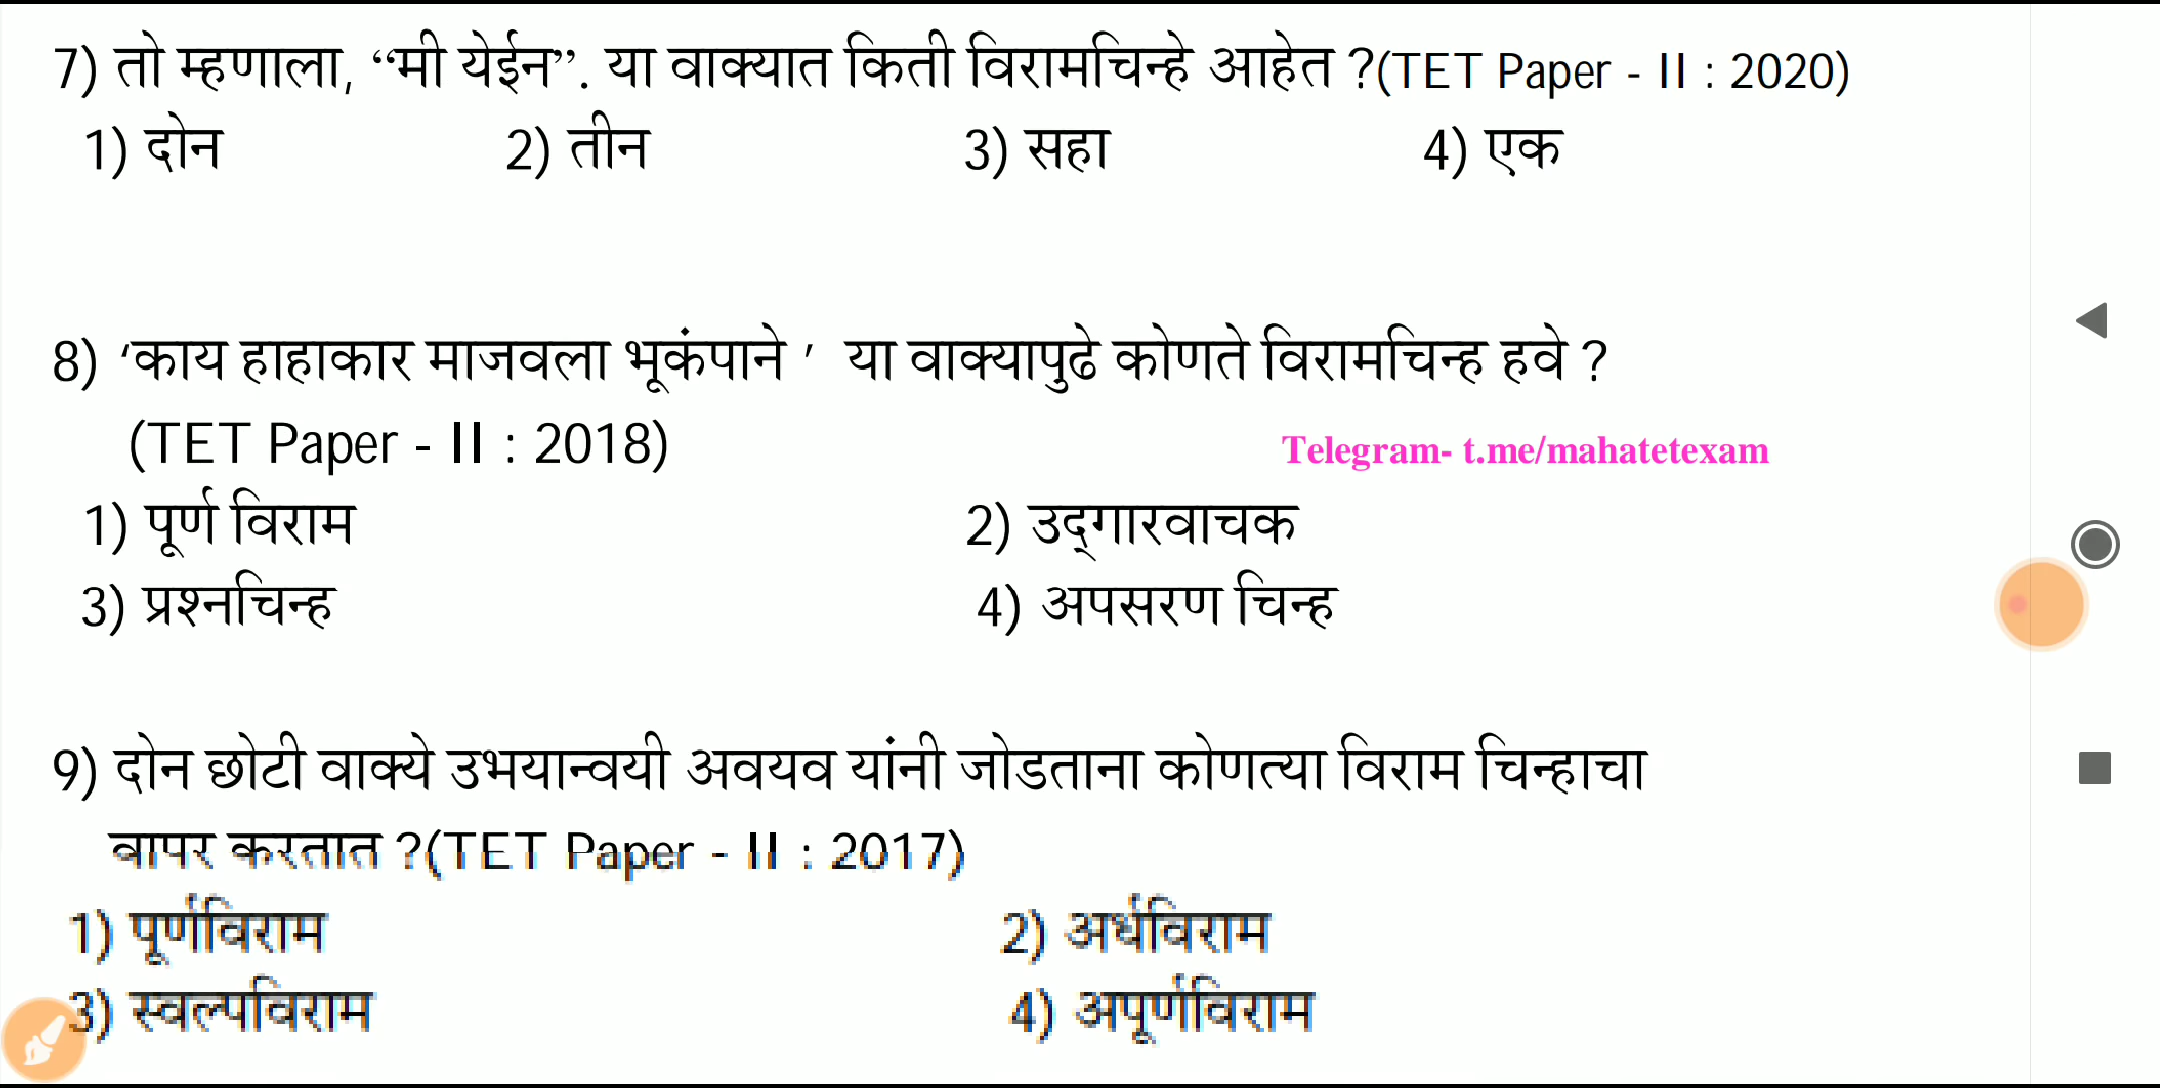 7) तो म्हणाला, “मी येईन”. या वाक्यात किती विरामचिन्हे आहेत ?(TET Paper - II : 2020)
1) दोन 2) तीन 3) सहा 4) एक
8) ‘काय हाहाकार माजवला भूकंपाने ’ या वाक्यापुढे कोणते विरामचिन्ह हवे ?
(TET Paper - II : 2018)
Telegram- t.me/mahatetexam
1) पूर्ण विराम 2) उद्‌गारवाचक
3) प्रश्नचिन्ह 4) अपसरण चिन्ह
9) दोन छोटी वाक्ये उभयान्वयी अवयव यांनी जोडताना कोणत्या विराम चिन्हाचा
वापर करतात ?(TET Paper - II : 2017)
1) पूर्णविराम 2) अर्धविराम
3) स्वल्पविराम 4) अपूर्णविराम